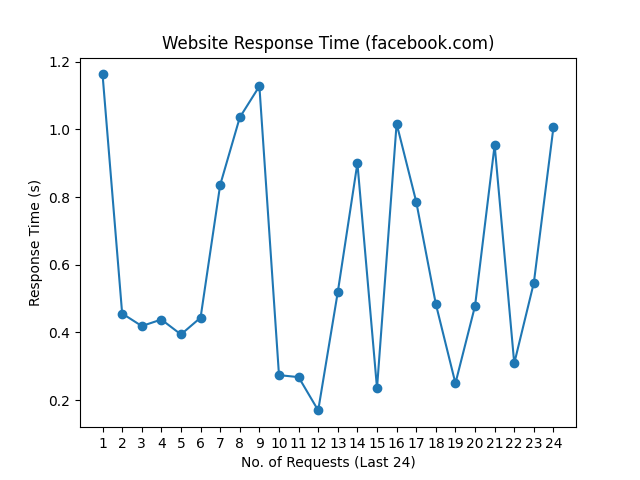 Website Response Time (facebook.com)
1.2
1.0
0.8
0.6
0.4
0.2
Response Time (s)
1 2 3 4 5 6 7 8 9 10 11 12 13 14 15 16 17 18 19 20 21 22 23 24
No. of Requests (Last 24)